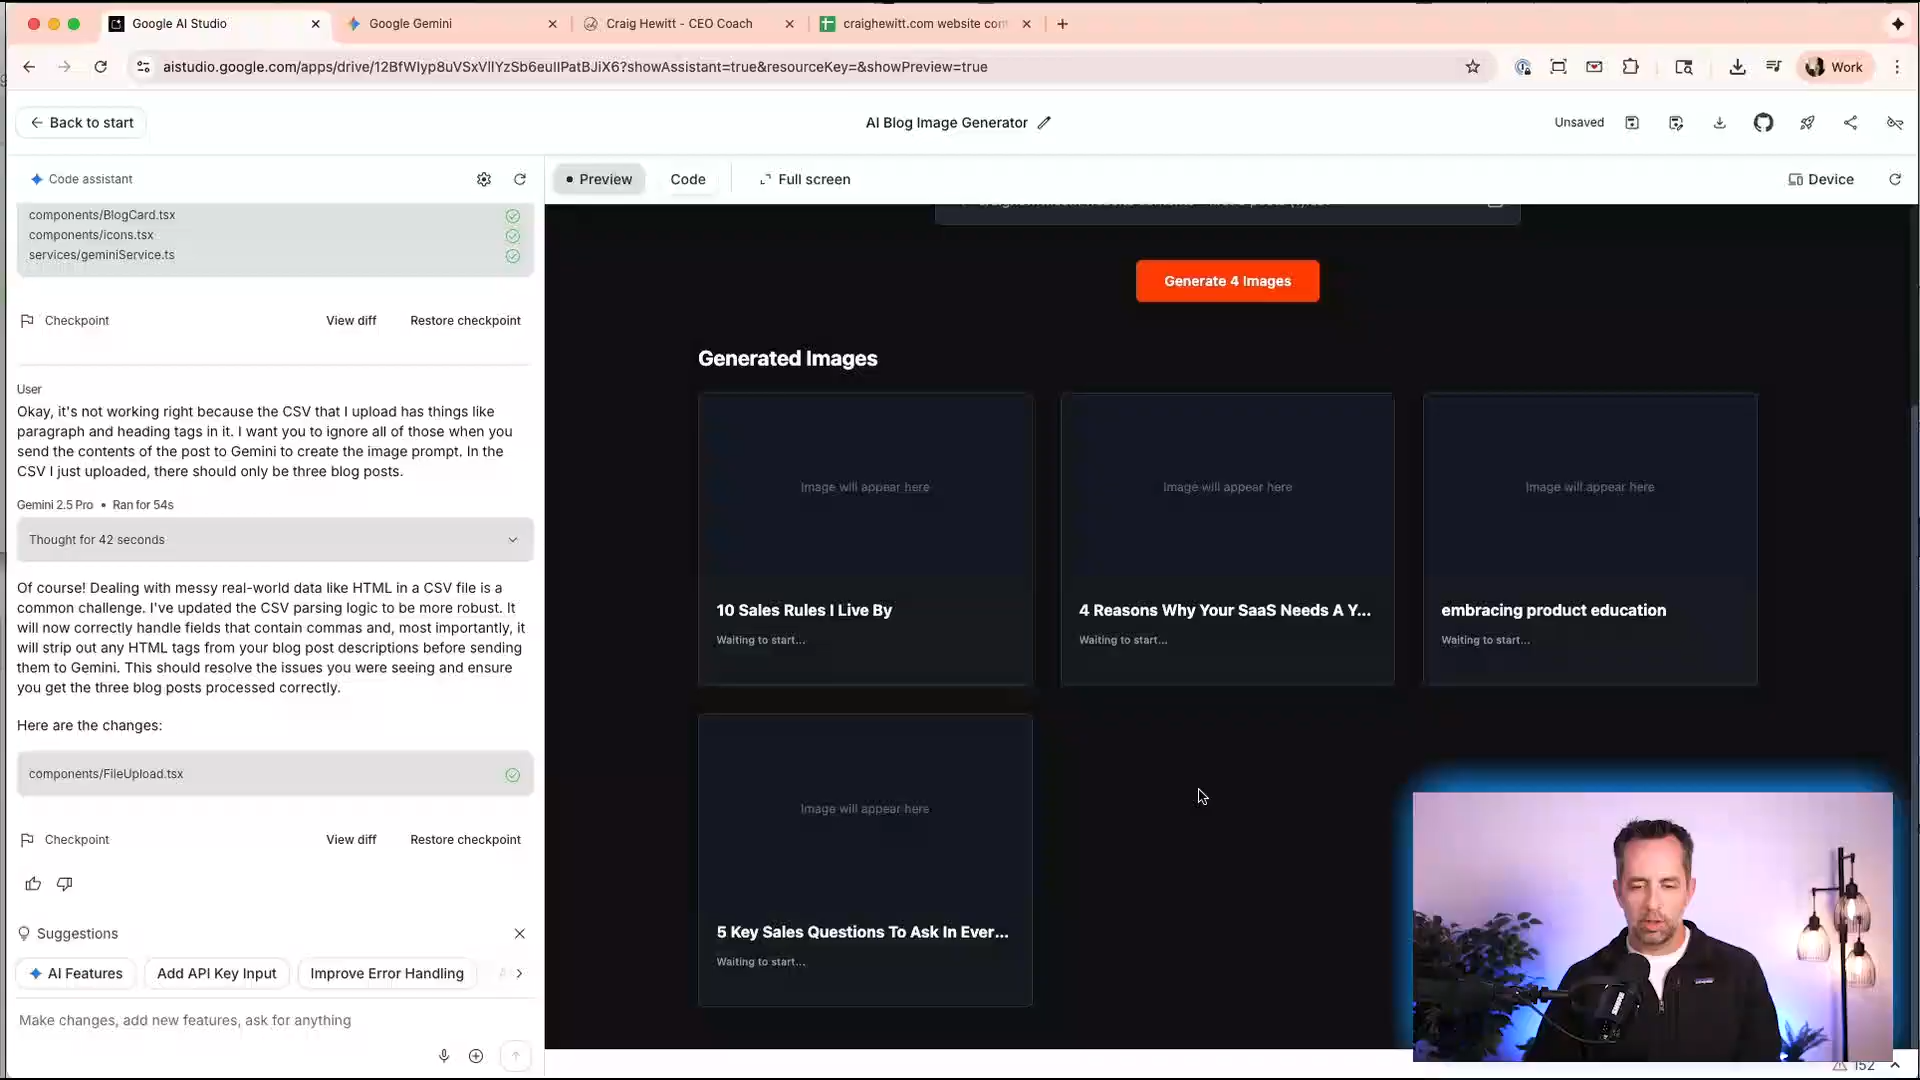 Google AI Studio
Google Gemini
Craig Hewitt - CEO Coach
craighewitt.com website con
Work
Back to start
AI Blog Image Generator
Unsaved
Code assistant
Preview
Code
Full screen
Device
components/BlogCard.tsx
components/icons.tsx
services/geminiService.ts
Checkpoint
View diff
Restore checkpoint
User
Okay, it's not working right because the CSV that I upload has things like
paragraph and heading tags in it. I want you to ignore all of those when you
send the contents of the post to Gemini to create the image prompt. In the
CSV I just uploaded, there should only be three blog posts.
Gemini 2.5 Pro • Ran for 54s
Thought for 42 seconds
Of course! Dealing with messy real-world data like HTML in a CSV file is a
common challenge. I've updated the CSV parsing logic to be more robust. It
will now correctly handle fields that contain commas and, most importantly, it
will strip out any HTML tags from your blog post descriptions before sending
them to Gemini. This should resolve the issues you were seeing and ensure
you get the three blog posts processed correctly.
Here are the changes:
components/FileUpload.tsx
Checkpoint
View diff
Restore checkpoint
Suggestions
AI Features
Add API Key Input
Improve Error Handling
Make changes, add new features, ask for anything
Generate 4 Images
Generated Images
Image will appear here
10 Sales Rules I Live By
Waiting to start...
Image will appear here
4 Reasons Why Your SaaS Needs A Y...
Waiting to start...
Image will appear here
embracing product education
Waiting to start...
Image will appear here
5 Key Sales Questions To Ask In Ever...
Waiting to start...
152